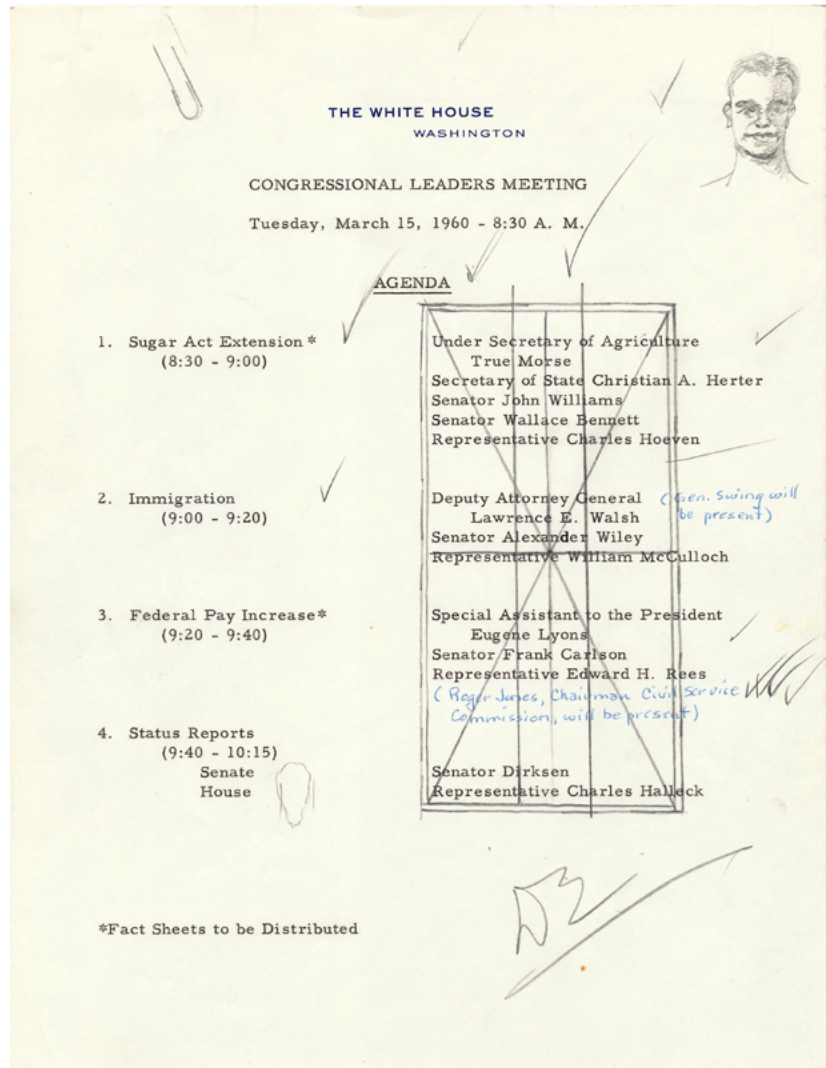 THE WHITE HOUSE
WASHINGTON
CONGRESSIONAL LEADERS MEETING
Tuesday, March 15, 1960 - 8:30 A. M.
AGENDA
1. Sugar Act Extension *
(8:30 - 9:00)
Under Secretary of Agriculture
True Morse
Secretary of State Christian A. Herter
Senator John Williams
Senator Wallace Bennett
Representative Charles Hoeven
2. Immigration
(9:00 - 9:20)
Deputy Attorney General (Gen. Swing will
Lawrence E. Walsh be present)
Senator Alexander Wiley
Representative William McCulloch
3. Federal Pay Increase*
(9:20 - 9:40)
Special Assistant to the President
Eugene Lyons
Senator Frank Carlson
Representative Edward H. Rees
(Roger Jones, Chairman Civil Service
Commission, will be present)
4. Status Reports
(9:40 - 10:15)
Senate
House
Senator Dirksen
Representative Charles Halleck
*Fact Sheets to be Distributed